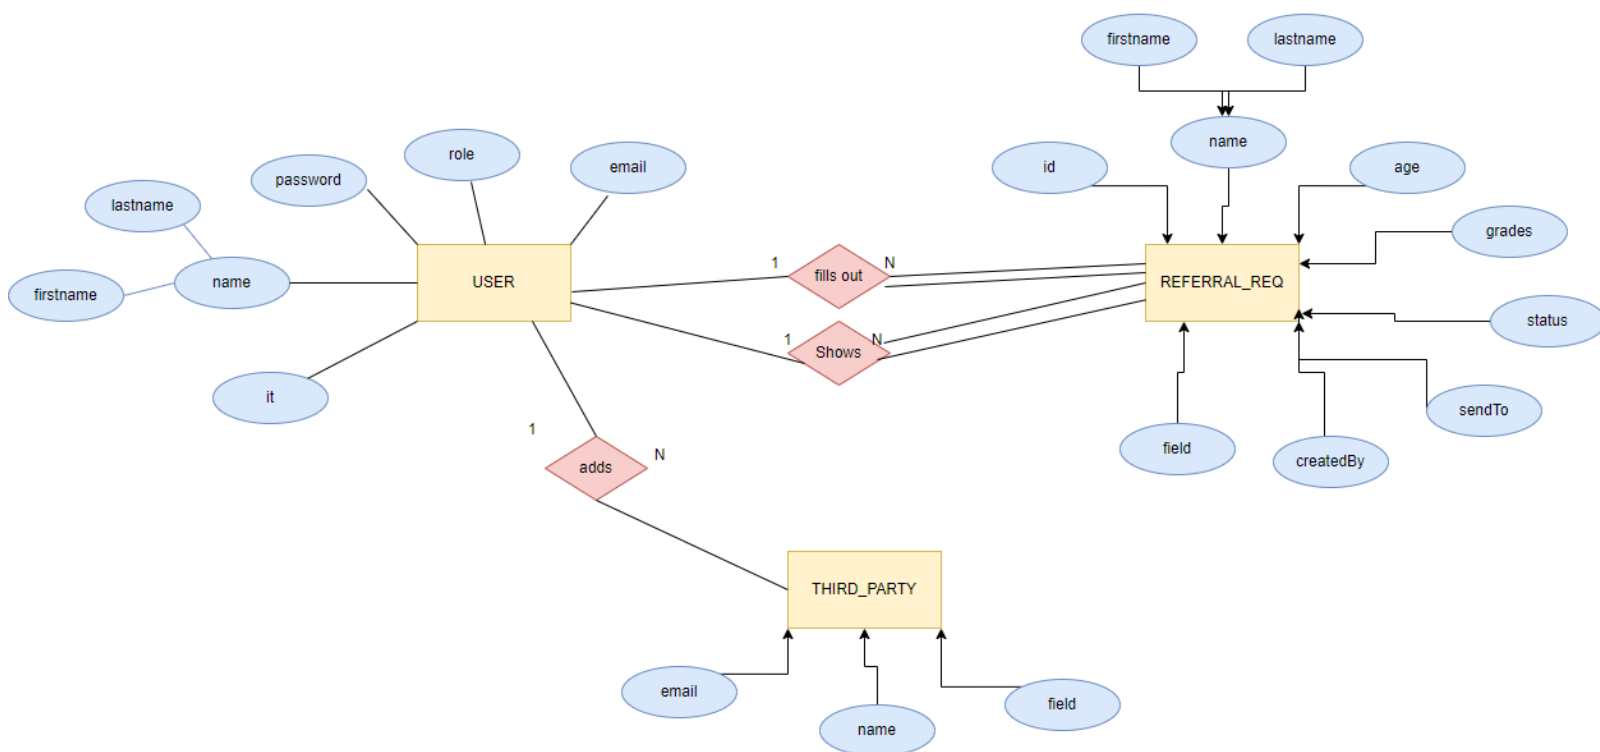 firstname
lastname
name
id
age
role
email
password
lastname
name
firstname
grades
USER
1
fills out
N
REFERRAL_REQ
status
1
Shows
N
it
sendTo
field
createdBy
1
adds
N
THIRD_PARTY
email
name
field